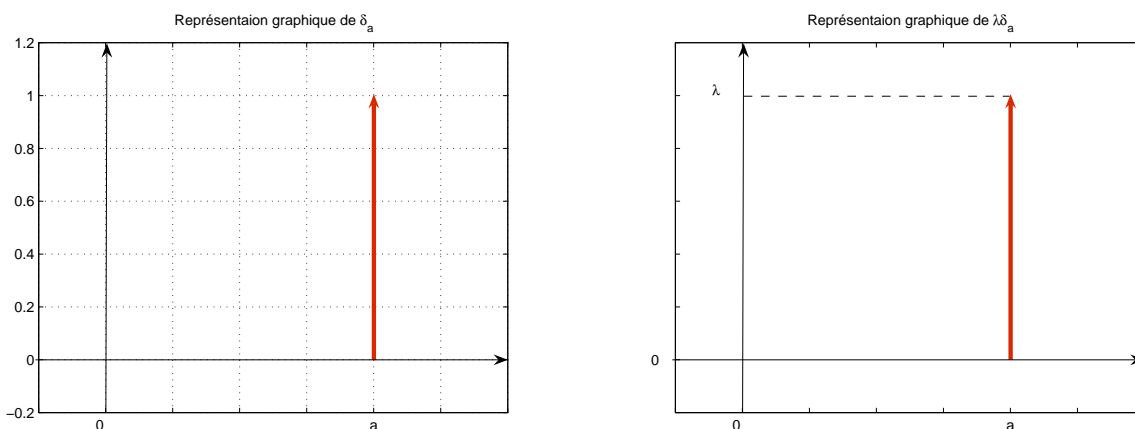 Représentaion graphique de δa
1.2
1
0.8
0.6
0.4
0.2
0
−0.2
0
a
Représentaion graphique de λδa
λ
0
0
a